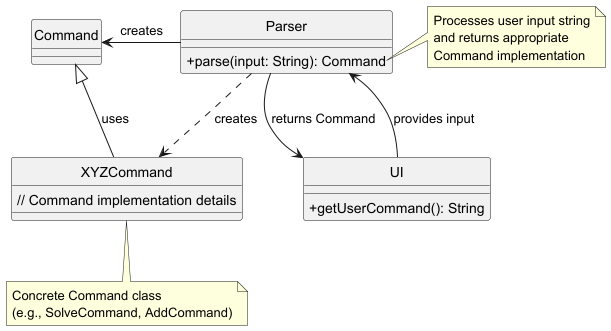 Command
creates
Parser
+parse(input: String): Command
Processes user input string
and returns appropriate
Command implementation
uses
creates
returns Command
provides input
XYZCommand
// Command implementation details
UI
+getUserCommand(): String
Concrete Command class
(e.g., SolveCommand, AddCommand)